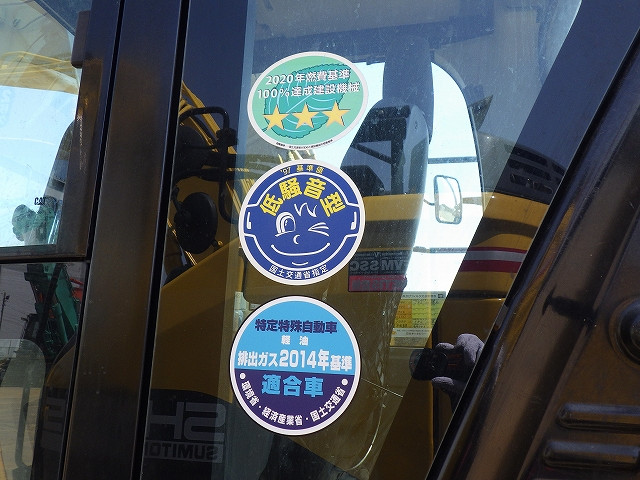 2020年燃費基準
100%達成建設機械
'97 基準値
低騒音型
国土交通省指定
特定特殊自動車
軽油
排出ガス2014年基準
適合車
・環境省・経済産業省・国土交通省・
SUMITO